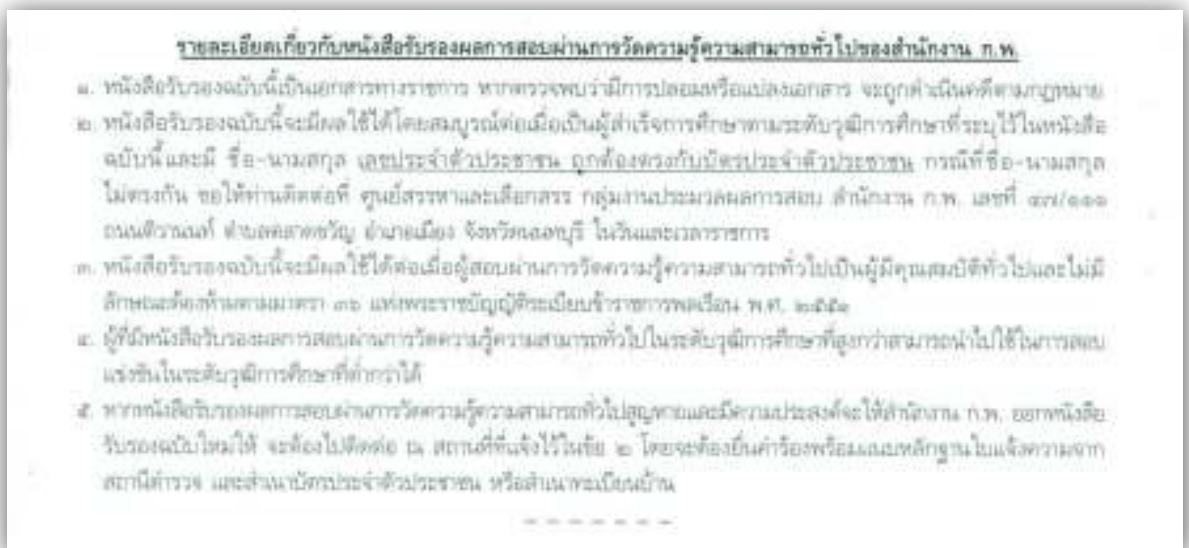 รายละเอียดเกี่ยวกับหนังสือรับรองผลการสอบผ่านการวัดความรู้ความสามารถทั่วไปของสำนักงาน ก.พ.
๑. หนังสือรับรองฉบับนี้เป็นเอกสารทางราชการ หากตรวจพบว่ามีการปลอมหรือแปลงเอกสาร จะถูกดำเนินคดีตามกฎหมาย
๒. หนังสือรับรองฉบับนี้จะมีผลใช้ได้โดยสมบูรณ์ต่อเมื่อเป็นผู้สำเร็จการศึกษาตามระดับวุฒิการศึกษาที่ระบุไว้ในหนังสือ
ฉบับนี้และมี ชื่อ-นามสกุล เลขประจำตัวประชาชน ถูกต้องตรงกับบัตรประจำตัวประชาชน กรณีที่ชื่อ-นามสกุล
ไม่ตรงกัน ขอให้ท่านติดต่อที่ ศูนย์สรรหาและเลือกสรร กลุ่มงานประมวลผลการสอบ สำนักงาน ก.พ. เลขที่ ๔๗/๑๑๑
ถนนติวานนท์ ตำบลตลาดขวัญ อำเภอเมือง จังหวัดนนทบุรี ในวันและเวลาราชการ
๓. หนังสือรับรองฉบับนี้จะมีผลใช้ได้ต่อเมื่อผู้สอบผ่านการวัดความรู้ความสามารถทั่วไปเป็นผู้มีคุณสมบัติทั่วไปและไม่มี
ลักษณะต้องห้ามตามมาตรา ๓๖ แห่งพระราชบัญญัติระเบียบข้าราชการพลเรือน พ.ศ. ๒๕๕๑
๔. ผู้ที่มีหนังสือรับรองผลการสอบผ่านการวัดความรู้ความสามารถทั่วไปในระดับวุฒิการศึกษาที่สูงกว่าสามารถนำไปใช้ในการสอบ
แข่งขันในระดับวุฒิการศึกษาที่ต่ำกว่าได้
๕. หากหนังสือรับรองผลการสอบผ่านการวัดความรู้ความสามารถทั่วไปสูญหายและมีความประสงค์จะให้สำนักงาน ก.พ. ออกหนังสือ
รับรองฉบับใหม่ให้ จะต้องไปติดต่อ ณ สถานที่ที่แจ้งไว้ในข้อ ๒ โดยจะต้องยื่นคำร้องพร้อมแนบหลักฐานใบแจ้งความจาก
สถานีตำรวจ และสำเนาบัตรประจำตัวประชาชน หรือสำเนาทะเบียนบ้าน
- - - - - - -